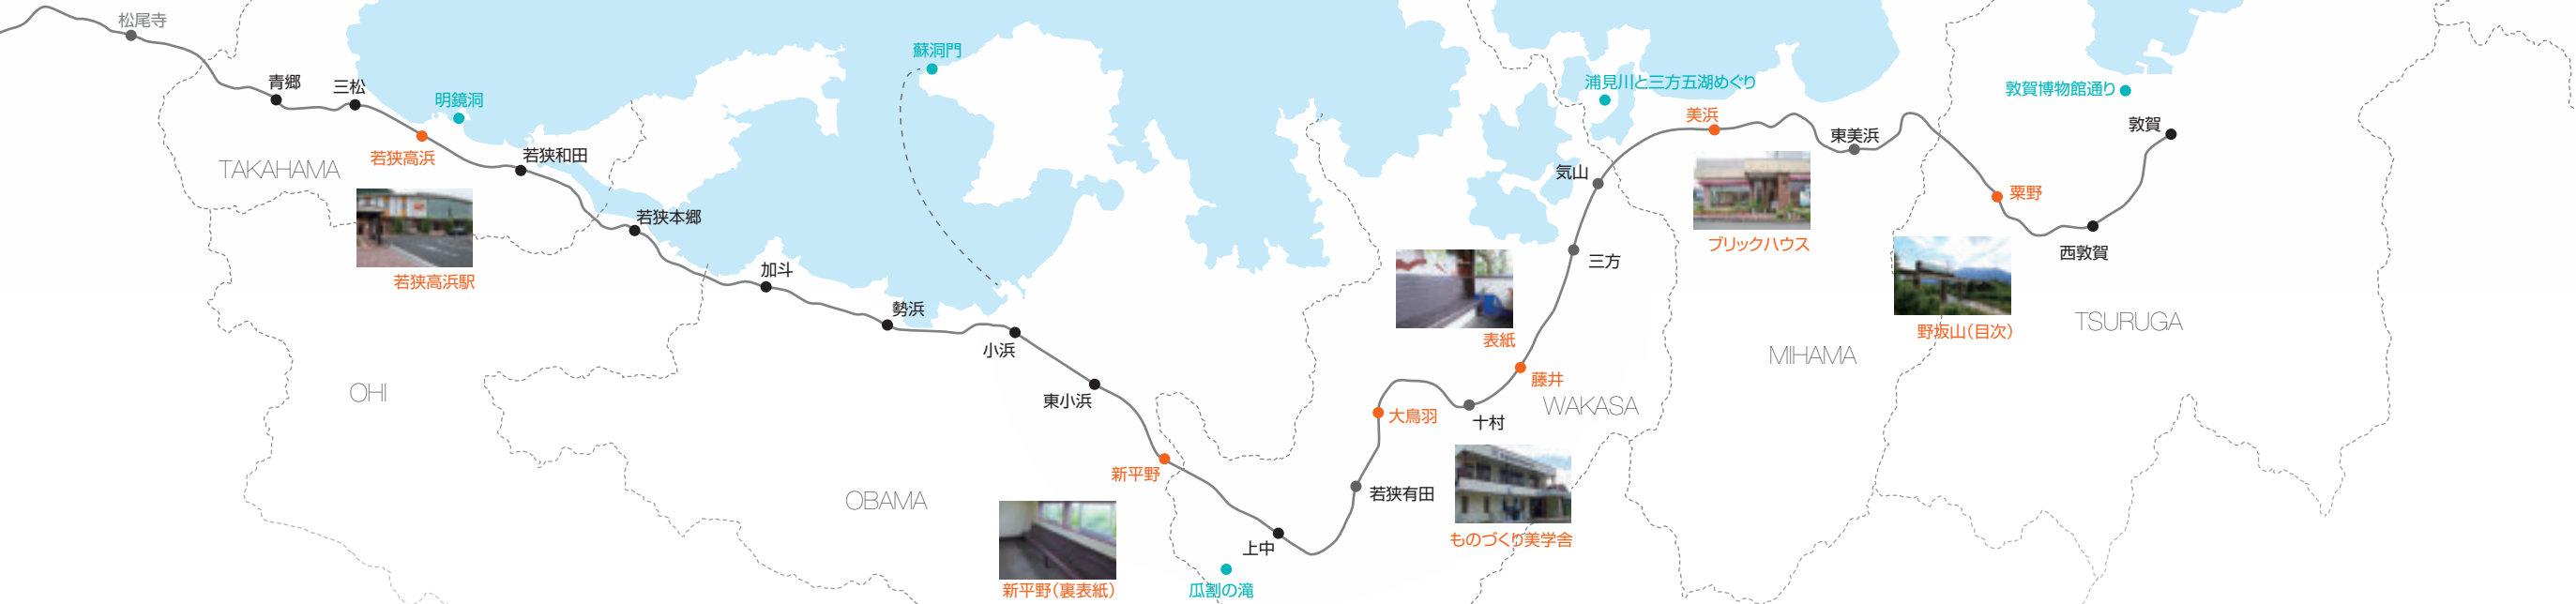 松尾寺
青郷
三松
明鏡洞
若狭高浜
若狭和田
TAKAHAMA
若狭高浜駅
若狭本郷
OHI
加斗
勢浜
蘇洞門
小浜
東小浜
OBAMA
新平野
新平野(裏表紙)
上中
瓜割の滝
若狭有田
大鳥羽
十村
ものづくり美学舎
藤井
表紙
WAKASA
三方
気山
浦見川と三方五湖めぐり
美浜
ブリックハウス
東美浜
MIHAMA
粟野
野坂山(目次)
西敦賀
敦賀
敦賀博物館通り
TSURUGA